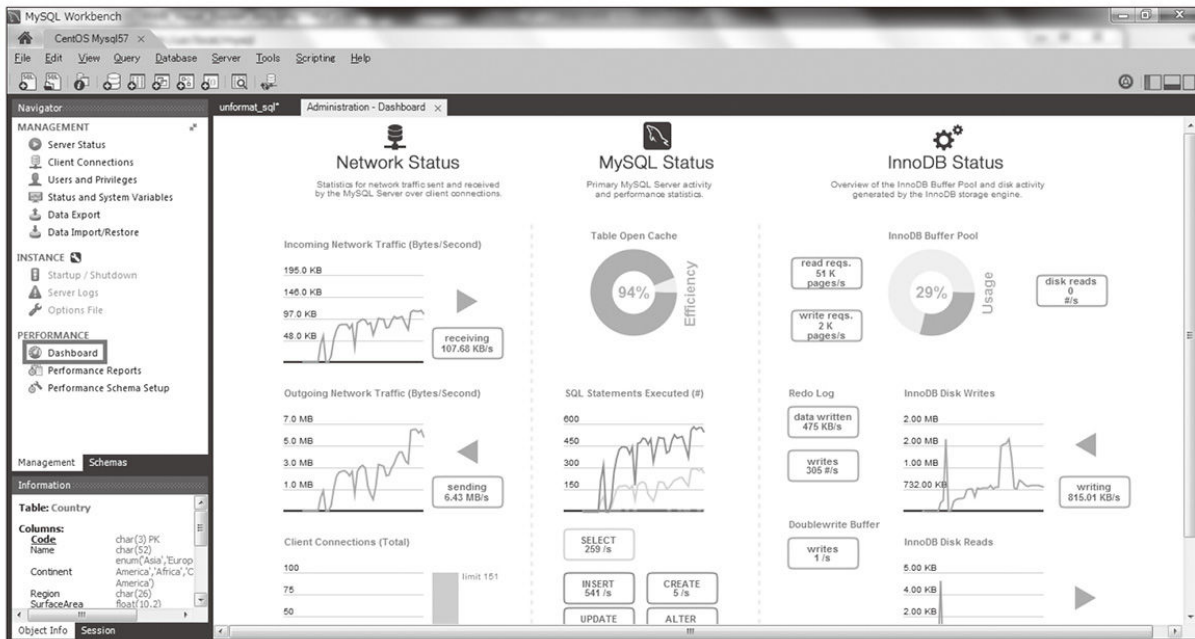 MySQL Workbench
CentOS Mysql57 ×
File Edit View Query Database Server Tools Scripting Help
Navigator
MANAGEMENT
Server Status
Client Connections
Users and Privileges
Status and System Variables
Data Export
Data Import/Restore
INSTANCE
Startup / Shutdown
Server Logs
Options File
PERFORMANCE
Dashboard
Performance Reports
Performance Schema Setup
Management Schemas
Information
Table: Country
Columns:
Code char(3) PK
Name char(52)
enum('Asia','Europ
Continent America','Africa','C
America')
Region char(26)
SurfaceArea float(10,2)
Object Info Session
unformat_sql* Administration - Dashboard ×
Network Status
Statistics for network traffic sent and received
by the MySQL Server over client connections.
Incoming Network Traffic (Bytes/Second)
195.0 KB
146.0 KB
97.0 KB
48.0 KB
receiving
107.68 KB/s
Outgoing Network Traffic (Bytes/Second)
7.0 MB
5.0 MB
3.0 MB
1.0 MB
sending
6.43 MB/s
Client Connections (Total)
100
75
50
limit 151
MySQL Status
Primary MySQL Server activity
and performance statistics.
Table Open Cache
94%
Efficiency
SQL Statements Executed (#)
600
450
300
150
SELECT
259 /s
INSERT
541 /s
CREATE
5 /s
UPDATE
ALTER
InnoDB Status
Overview of the InnoDB Buffer Pool and disk activity
generated by the InnoDB storage engine.
InnoDB Buffer Pool
read reqs.
51 K
pages/s
write reqs.
2 K
pages/s
29%
Usage
disk reads
0
#/s
Redo Log
data written
475 KB/s
writes
305 #/s
Doublewrite Buffer
writes
1 /s
InnoDB Disk Writes
2.00 MB
2.00 MB
1.00 MB
732.00 KB
writing
815.01 KB/s
InnoDB Disk Reads
5.00 KB
4.00 KB
2.00 KB